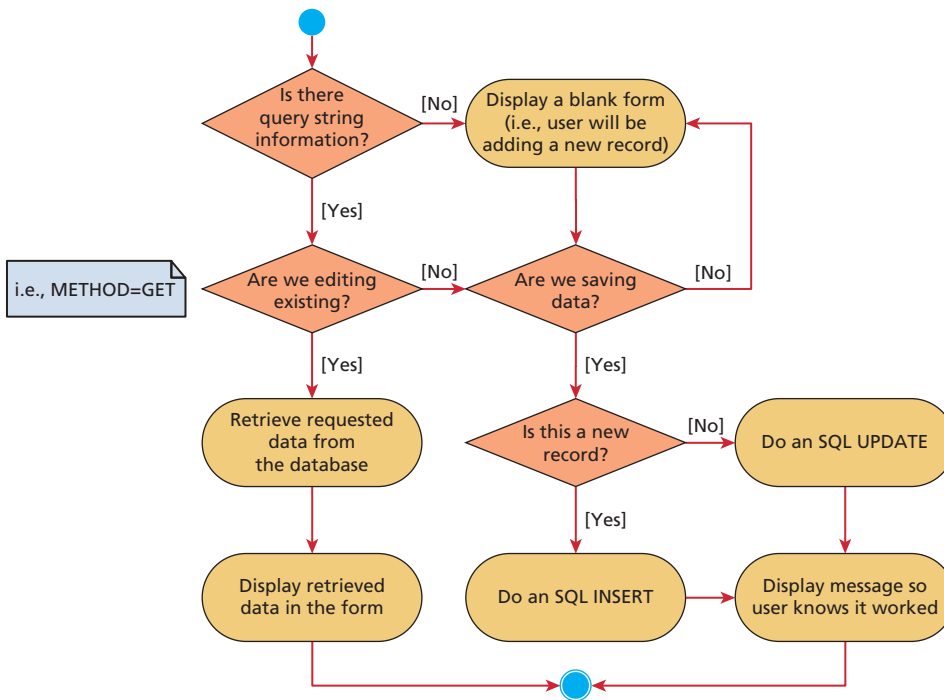 Is there
query string
information?
[No]
Display a blank form
(i.e., user will be
adding a new record)
[Yes]
i.e., METHOD=GET
Are we editing
existing?
[No]
Are we saving
data?
[No]
[Yes]
[Yes]
Retrieve requested
data from
the database
Is this a new
record?
[No]
Do an SQL UPDATE
[Yes]
Display retrieved
data in the form
Do an SQL INSERT
Display message so
user knows it worked